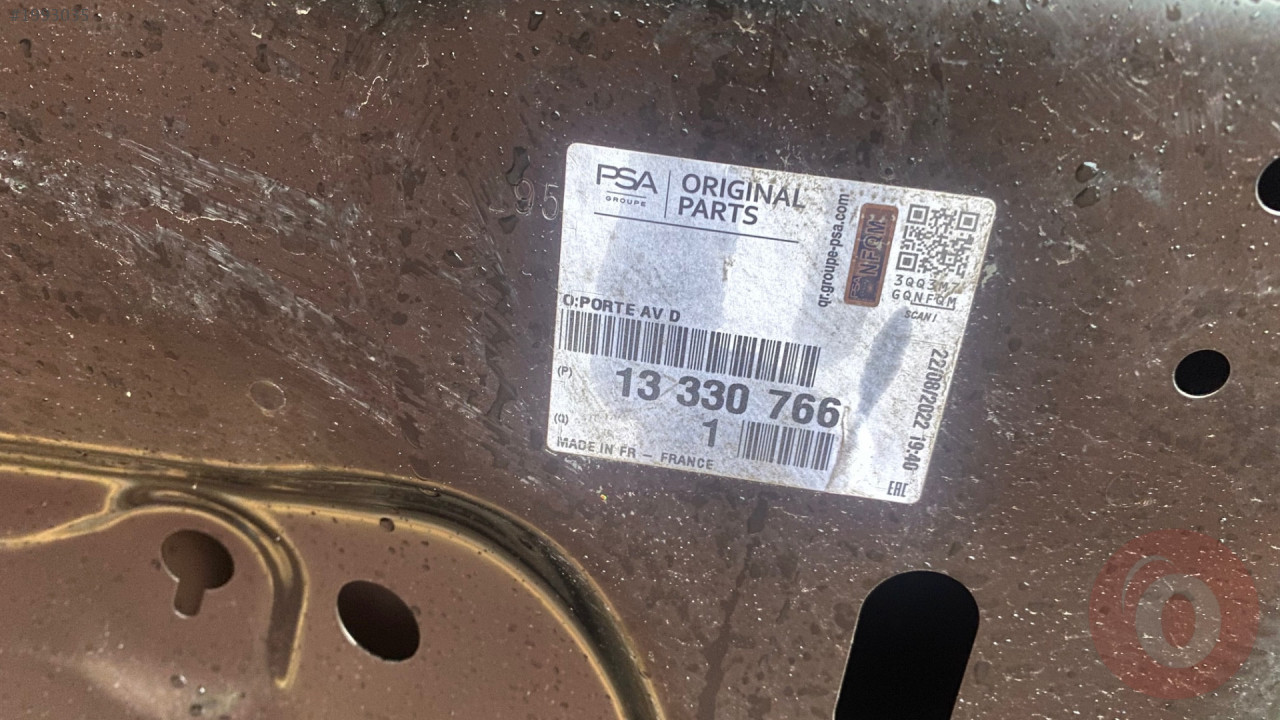 95
PSA
GROUPE
ORIGINAL
PARTS
qr.groupe-psa.com
NFQM
3QQ3M7
GQNFQM
SCAN!
O:PORTE AV D
(P)
13 330 766
(Q)
1
MADE IN FR - FRANCE
22/08/2022 19:40
EAC